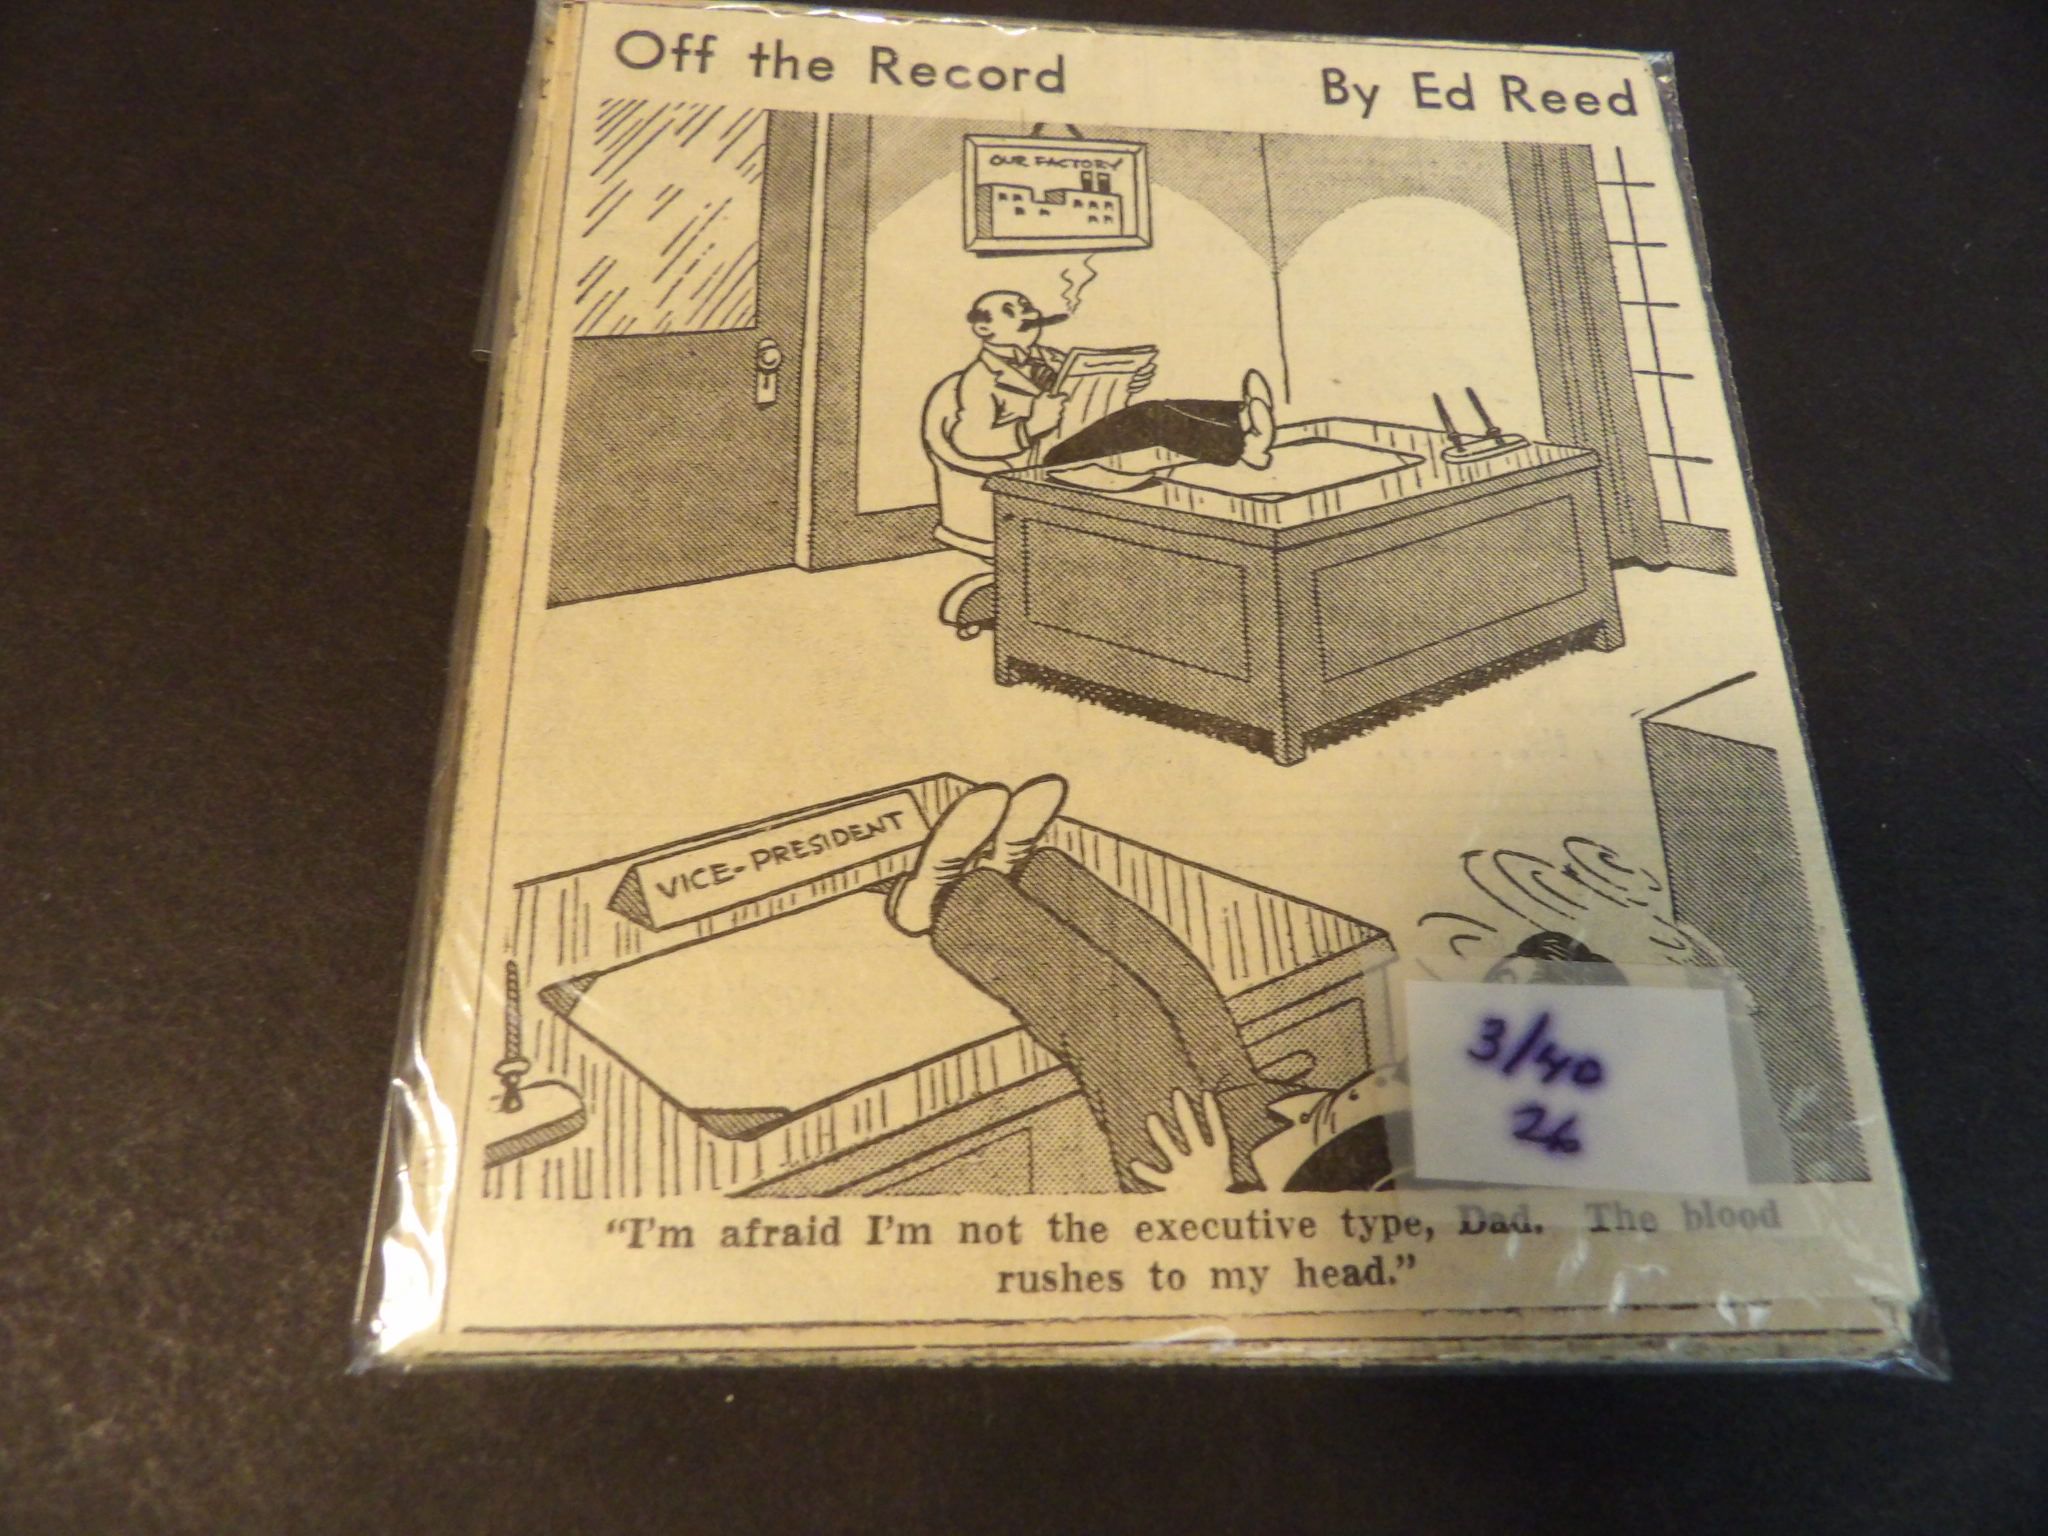 Off the Record By Ed Reed
OUR FACTORY
VICE-PRESIDENT
3/40
26
"I'm afraid I'm not the executive type, Dad. The blood
rushes to my head."